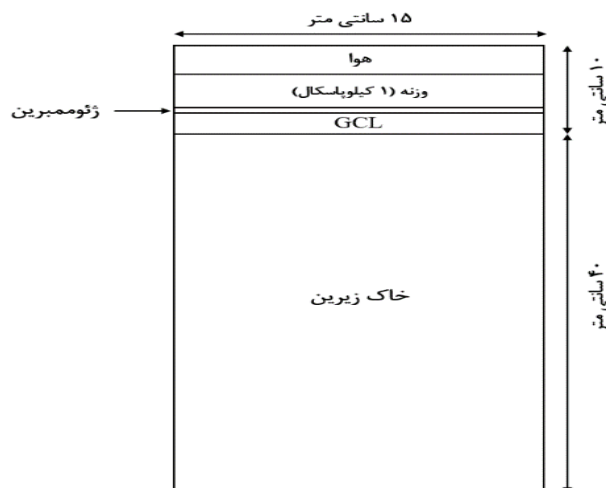 ۱۵ سانتی متر
هوا
وزنه (۱ کیلوپاسکال)
ژئوممبرین
GCL
۱۰ سانتی متر
خاک زیرین
۴۰ سانتی متر